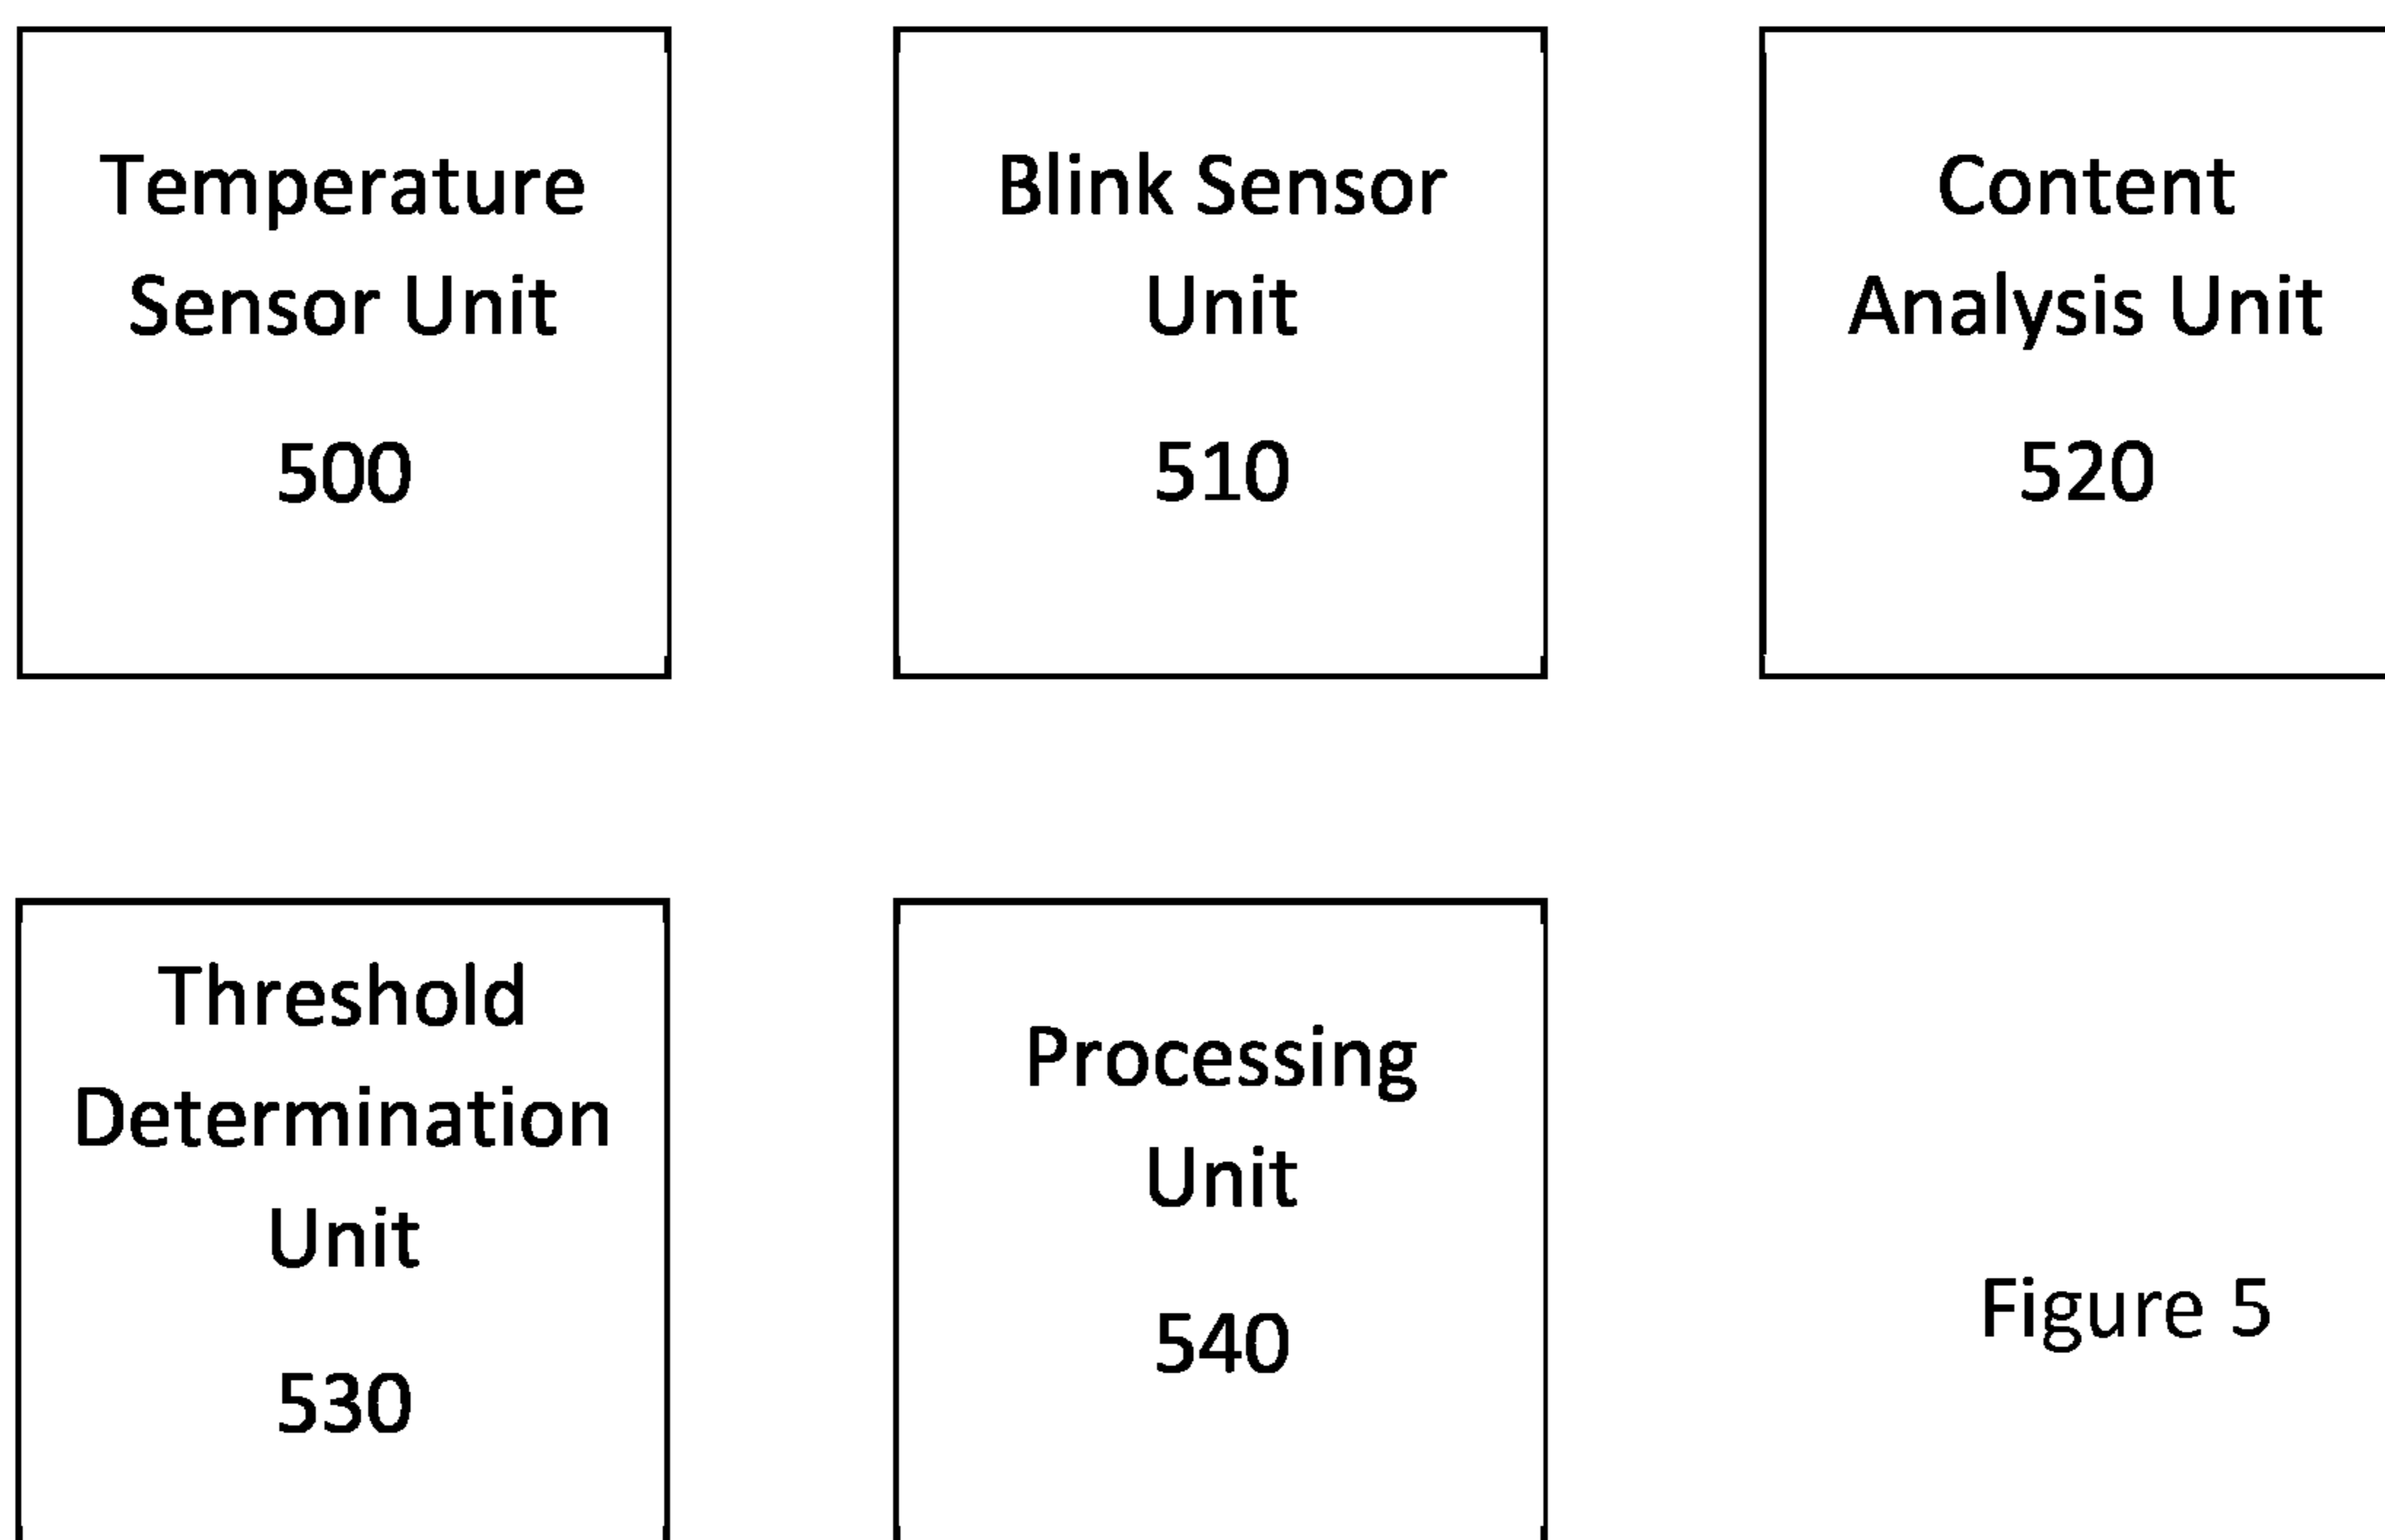 Temperature
Sensor Unit
500
Blink Sensor
Unit
510
Content
Analysis Unit
520
Threshold
Determination
Unit
530
Processing
Unit
540
Figure 5